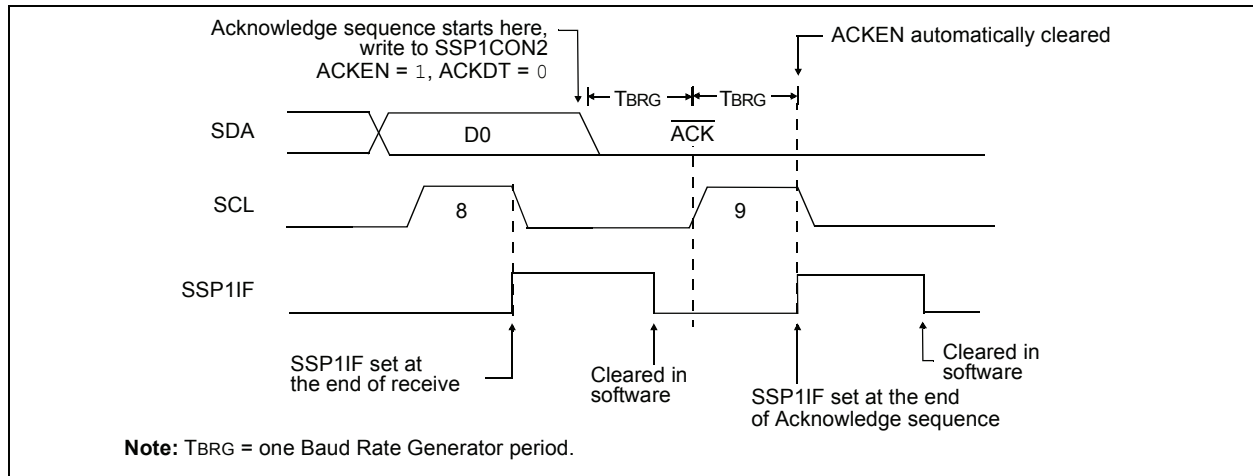 Acknowledge sequence starts here,
write to SSP1CON2
ACKEN = 1, ACKDT = 0
ACKEN automatically cleared
TBRG
TBRG
SDA
D0
ACK
SCL
8
9
SSP1IF
SSP1IF set at
the end of receive
Cleared in
software
SSP1IF set at the end
of Acknowledge sequence
Cleared in
software
Note: TBRG = one Baud Rate Generator period.